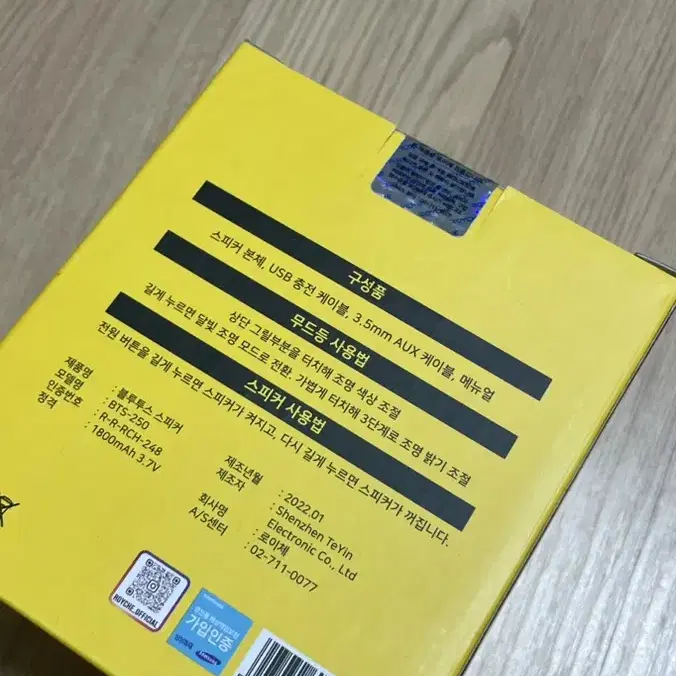 구성품
스피커 본체, USB 충전 케이블, 3.5mm AUX 케이블, 메뉴얼
무드등 사용법
상단 그릴부분을 터치해 조명 색상 조절
길게 누르면 달빛 조명 모드로 전환. 가볍게 터치해 3단계로 조명 밝기 조절
스피커 사용법
전원 버튼을 길게 누르면 스피커가 켜지고, 다시 길게 누르면 스피커가 꺼집니다.
제품명 : 블루투스 스피커
모델명 : BTS-250
인증번호 : R-R-RCH-248
정격 : 1800mAh 3.7V
제조년월 : 2022.01
제조자 : Shenzhen TeYin
Electronic Co., Ltd
회사명 : 로이체
A/S센터 : 02-711-0077
ROYCHE_OFFICIAL
가입인증